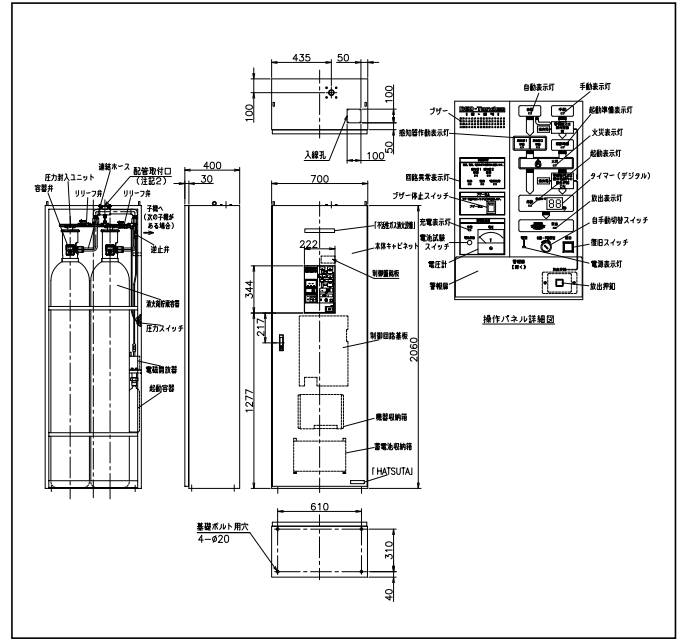 435
50
100
100
50
100
入線孔
400
30
700
連結ホース
配管取付口
(注記2)
圧力封入ユニット
容器弁
リリーフ弁
リリーフ弁
子機へ
(次の子機が
ある場合)
逆止弁
消火剤貯蔵容器
圧力スイッチ
電磁開放器
起動容器
「不活性ガス消火設備」
222
本体キャビネット
制御盤銘板
344
217
1277
2060
制御回路基板
機器収納箱
蓄電池収納箱
「HATSUTA」
610
基礎ボルト用穴
4-ø20
310
40
自動表示灯
手動表示灯
ブザー
起動準備表示灯
感知器作動表示灯
火災表示灯
起動表示灯
回路異常表示灯
タイマー(デジタル)
88
ブザー停止スイッチ
放出表示灯
充電表示灯
自手動切替スイッチ
電池試験
スイッチ
復旧スイッチ
電圧計
電源表示灯
警報扉
放出押釦
操作パネル詳細図